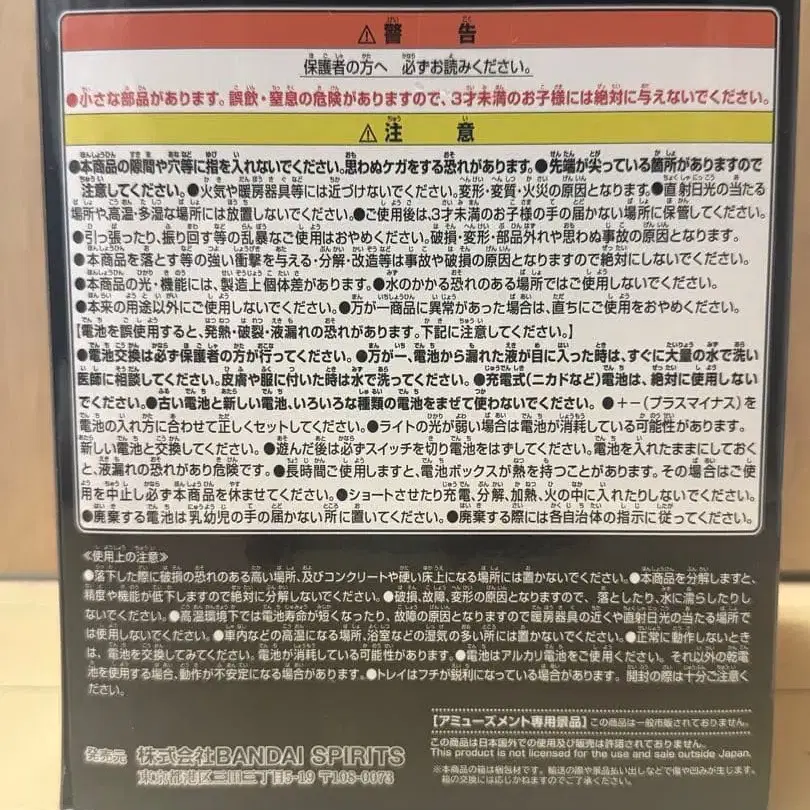 ⚠警告
保護者の方へ 必ずお読みください。
●小さな部品があります。誤飲・窒息の危険がありますので、3才未満のお子様には絶対に与えないでください。
⚠注意
●本商品の隙間や穴等に指を入れないでください。思わぬケガをする恐れがあります。●先端が尖っている箇所がありますので
注意してください。●火気や暖房器具等には近づけないでください。変形・変質・火災の原因となります。●直射日光の当たる
場所や、高温・多湿な場所には放置しないでください。●ご使用後は、3才未満のお子様の手の届かない場所に保管してください。
●引っ張ったり、振り回す等の乱暴なご使用はおやめください。破損・変形・部品外れや思わぬ事故の原因となります。
●本商品を落とす等の強い衝撃を与える・分解・改造等は事故や破損の原因となりますので絶対にしないでください。
●本商品の光・機能には、製造上個体差があります。●水のかかる恐れのある場所ではご使用しないでください。
●本来の用途以外にご使用しないでください。●万が一商品に異常があった場合は、直ちにご使用をおやめください。
【電池を誤使用すると、発熱・破裂・液漏れの恐れがあります。下記に注意してください。】
●電池交換は必ず保護者の方が行ってください。●万が一、電池から漏れた液が目に入った時は、すぐに大量の水で洗い
医師に相談してください。皮膚や服に付いた時は水で洗ってください。●充電式(ニカドなど)電池は、絶対に使用しない
でください。●古い電池と新しい電池、いろいろな種類の電池をまぜて使わないでください。●+-(プラスマイナス)を
電池の入れ方に合わせて正しくセットしてください。●ライトの光が弱い場合は電池が消耗している可能性があります。
新しい電池と交換してください。●遊んだ後は必ずスイッチを切り電池をはずしてください。電池を入れたままにしておく
と、液漏れの恐れがあり危険です。●長時間ご使用しますと、電池ボックスが熱を持つことがあります。その場合はご使
用を中止し必ず本商品を休ませてください。●ショートさせたり充電、分解、加熱、火の中に入れたりしないでください。
●廃棄する電池は乳幼児の手の届かない所に置いてください。●廃棄する際には各自治体の指示に従ってください。
≪使用上の注意≫
●落下した際に破損の恐れのある高い場所、及びコンクリートや硬い床上になる場所には置かないでください。●本商品を分解しますと、
精度や機能が低下しますので絶対に分解しないでください。●破損、故障、変形の原因となりますので、落としたり、水に濡らしたりし
ないでください。●高温環境下では電池寿命が短くなったり、故障の原因となりますので暖房器具の近くや直射日光の当たる場所で
は使用しないでください。●車内などの高温になる場所、浴室などの湿気の多い所には置かないでください。●正常に動作しないとき
は、電池を交換してみてください。電池が消耗している可能性があります。●電池はアルカリ電池をご使用ください。それ以外の乾電
池を使用する場合、動作が不安定になる場合があります。●トレイはフチが鋭利になっている場合があります。開封の際は十分ご注意く
ださい。
【アミューズメント専用景品】この商品は一般市販されておりません。
この商品は日本国外での使用及び販売は許諾されておりません。
This product is not licensed for the use and sale outside Japan.
※本商品の箱は梱包材です。輸送の際や景品払い出しなどで傷や凹みが生じます。
箱の交換には応じかねますのでご了承ください。
発売元 株式会社BANDAI SPIRITS
東京都港区三田三丁目5-19 〒108-0073